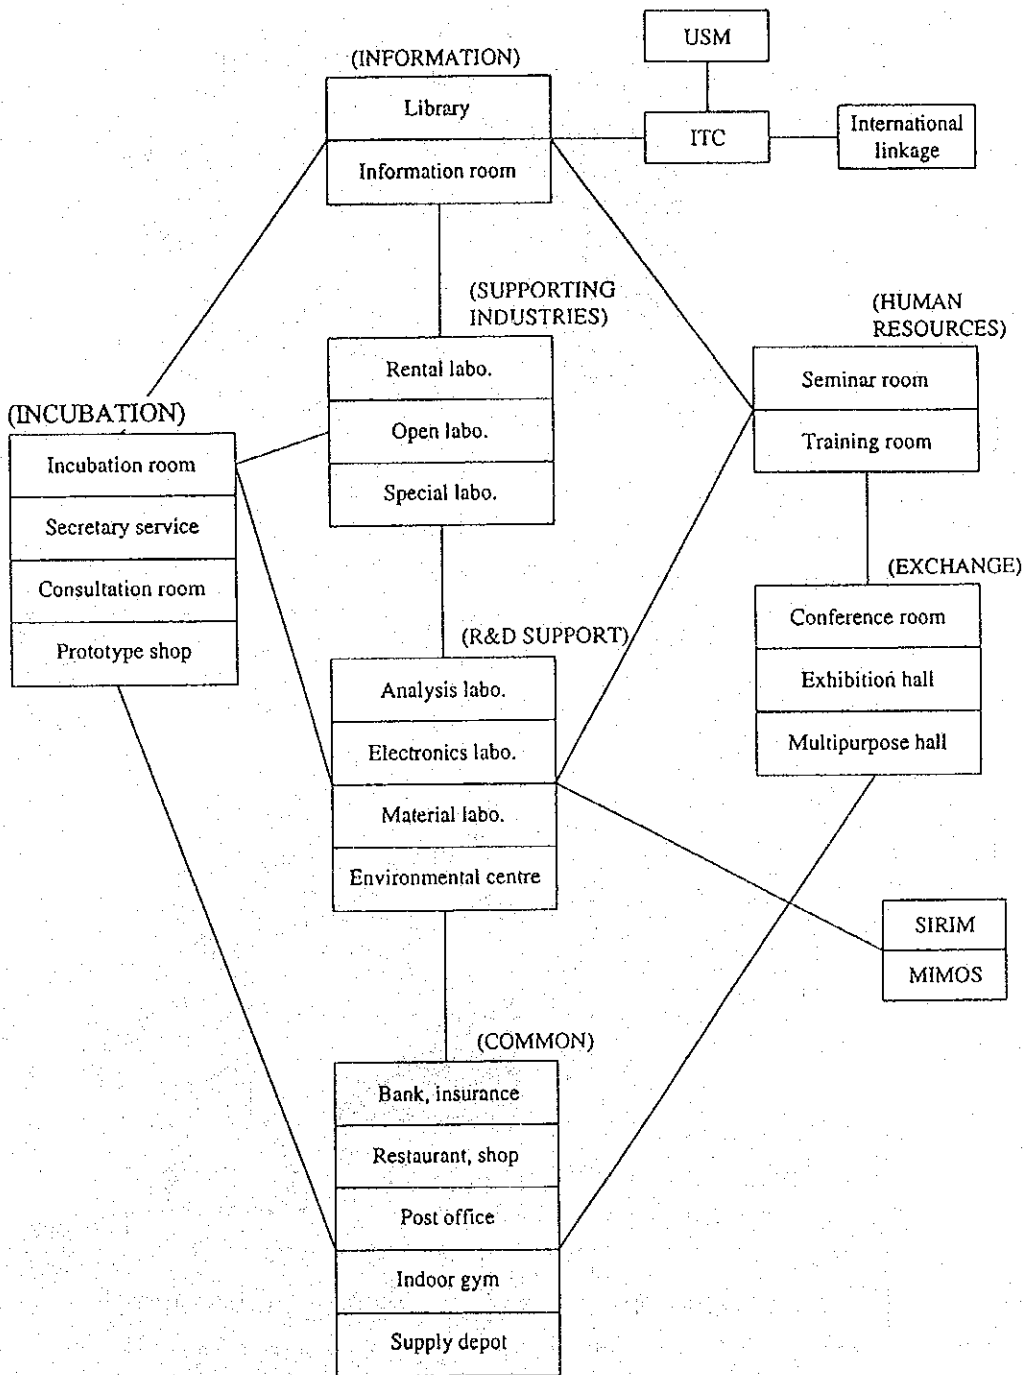 USM
(INFORMATION)
Library
ITC
International
linkage
Information room
(SUPPORTING
INDUSTRIES)
(HUMAN
RESOURCES)
Rental labo.
Seminar room
(INCUBATION)
Open labo.
Training room
Incubation room
Special labo.
Secretary service
(EXCHANGE)
Consultation room
Conference room
(R&D SUPPORT)
Prototype shop
Analysis labo.
Exhibition hall
Electronics labo.
Multipurpose hall
Material labo.
Environmental centre
SIRIM
MIMOS
(COMMON)
Bank, insurance
Restaurant, shop
Post office
Indoor gym
Supply depot